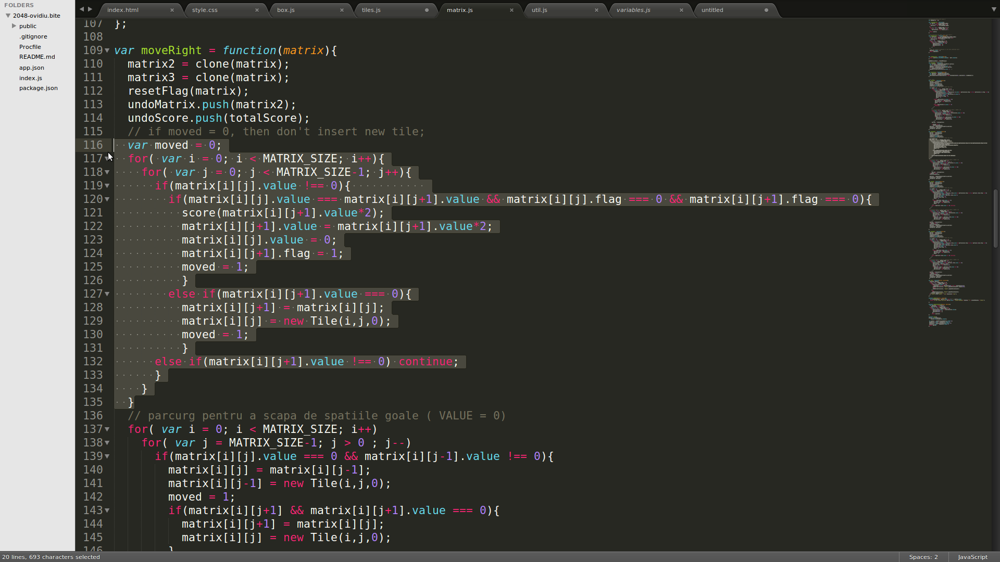 FOLDERS
2048-ovidiu.bite
public
.gitignore
Procfile
README.md
app.json
index.js
package.json
index.html
style.css
box.js
tiles.js
matrix.js
util.js
variables.js
untitled
107 };
108
109 var moveRight = function(matrix){
110 matrix2 = clone(matrix);
111 matrix3 = clone(matrix);
112 resetFlag(matrix);
113 undoMatrix.push(matrix2);
114 undoScore.push(totalScore);
115 // if moved = 0, then don't insert new tile;
116 var moved = 0;
117 for( var i = 0; i < MATRIX_SIZE; i++){
118 for( var j = 0; j < MATRIX_SIZE-1; j++){
119 if(matrix[i][j].value !== 0){
120 if(matrix[i][j].value === matrix[i][j+1].value && matrix[i][j].flag === 0 && matrix[i][j+1].flag === 0){
121 score(matrix[i][j+1].value*2);
122 matrix[i][j+1].value = matrix[i][j+1].value*2;
123 matrix[i][j].value = 0;
124 matrix[i][j+1].flag = 1;
125 moved = 1;
126 }
127 else if(matrix[i][j+1].value === 0){
128 matrix[i][j+1] = matrix[i][j];
129 matrix[i][j] = new Tile(i,j,0);
130 moved = 1;
131 }
132 else if(matrix[i][j+1].value !== 0) continue;
133 }
134 }
135 }
136 // parcurg pentru a scapa de spatiile goale ( VALUE = 0)
137 for( var i = 0; i < MATRIX_SIZE; i++)
138 for( var j = MATRIX_SIZE-1; j > 0 ; j--)
139 if(matrix[i][j].value === 0 && matrix[i][j-1].value !== 0){
140 matrix[i][j] = matrix[i][j-1];
141 matrix[i][j-1] = new Tile(i,j,0);
142 moved = 1;
143 if(matrix[i][j+1] && matrix[i][j+1].value === 0){
144 matrix[i][j+1] = matrix[i][j];
145 matrix[i][j] = new Tile(i,j,0);
146 }
20 lines, 693 characters selected
Spaces: 2
JavaScript